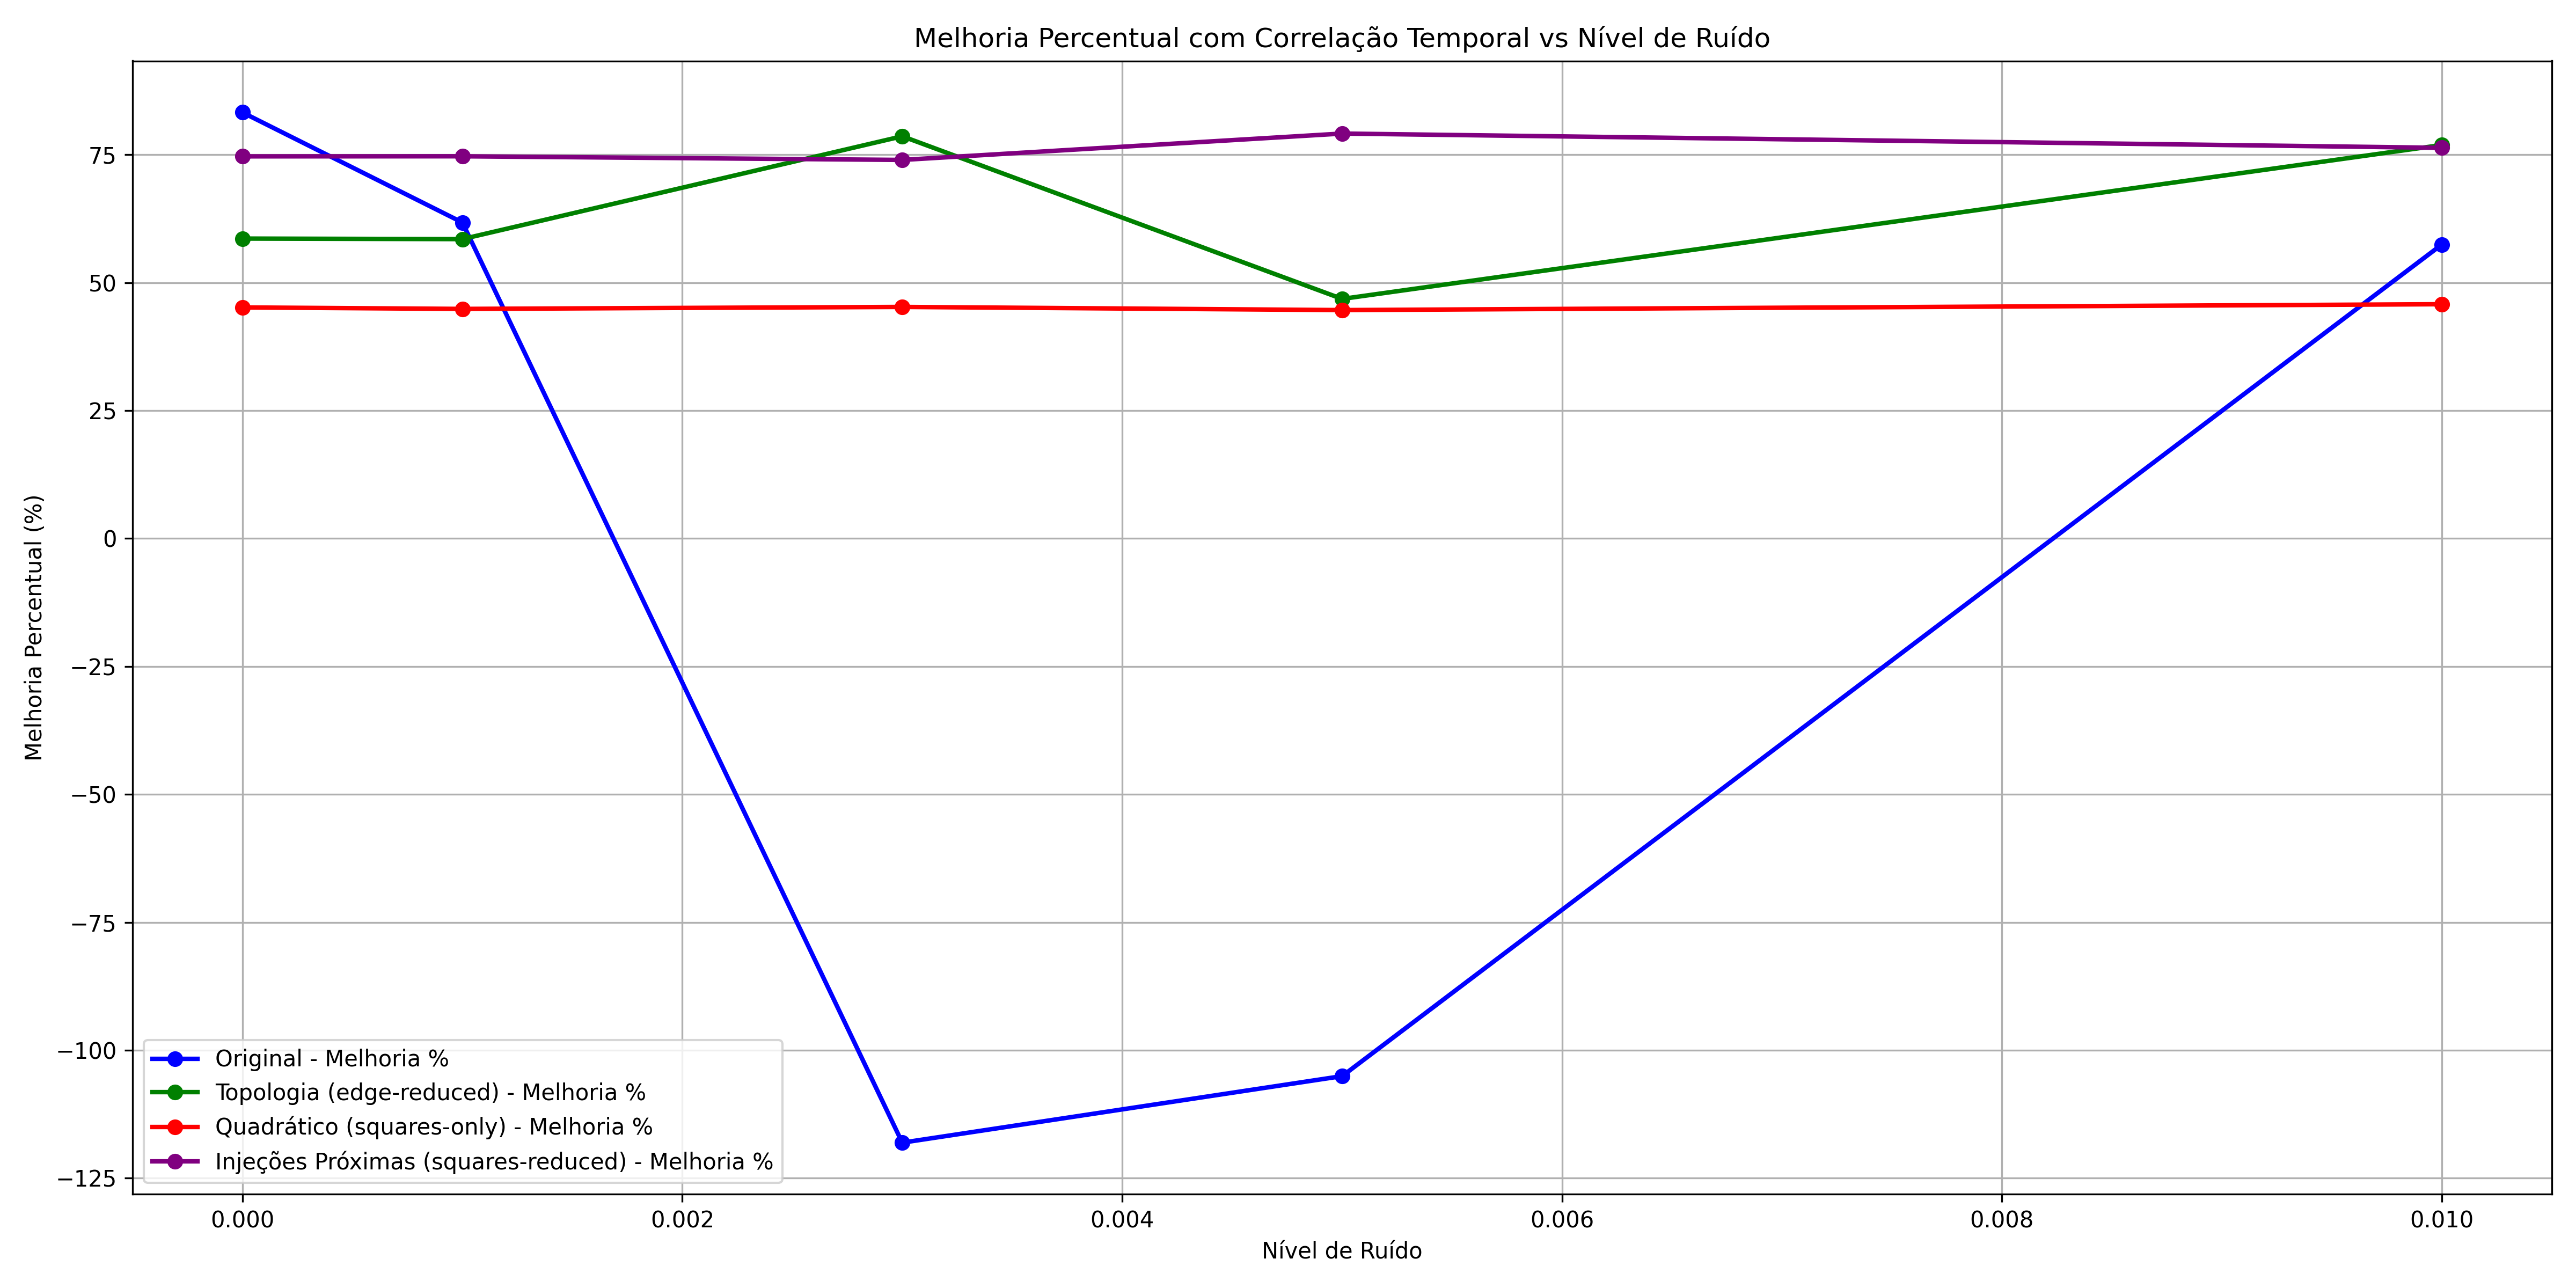 Melhoria Percentual com Correlação Temporal vs Nível de Ruído
Melhoria Percentual (%)
75
50
25
0
−25
−50
−75
−100
−125
Original - Melhoria %
Topologia (edge-reduced) - Melhoria %
Quadrático (squares-only) - Melhoria %
Injeções Próximas (squares-reduced) - Melhoria %
0.000
0.002
0.004
0.006
0.008
0.010
Nível de Ruído